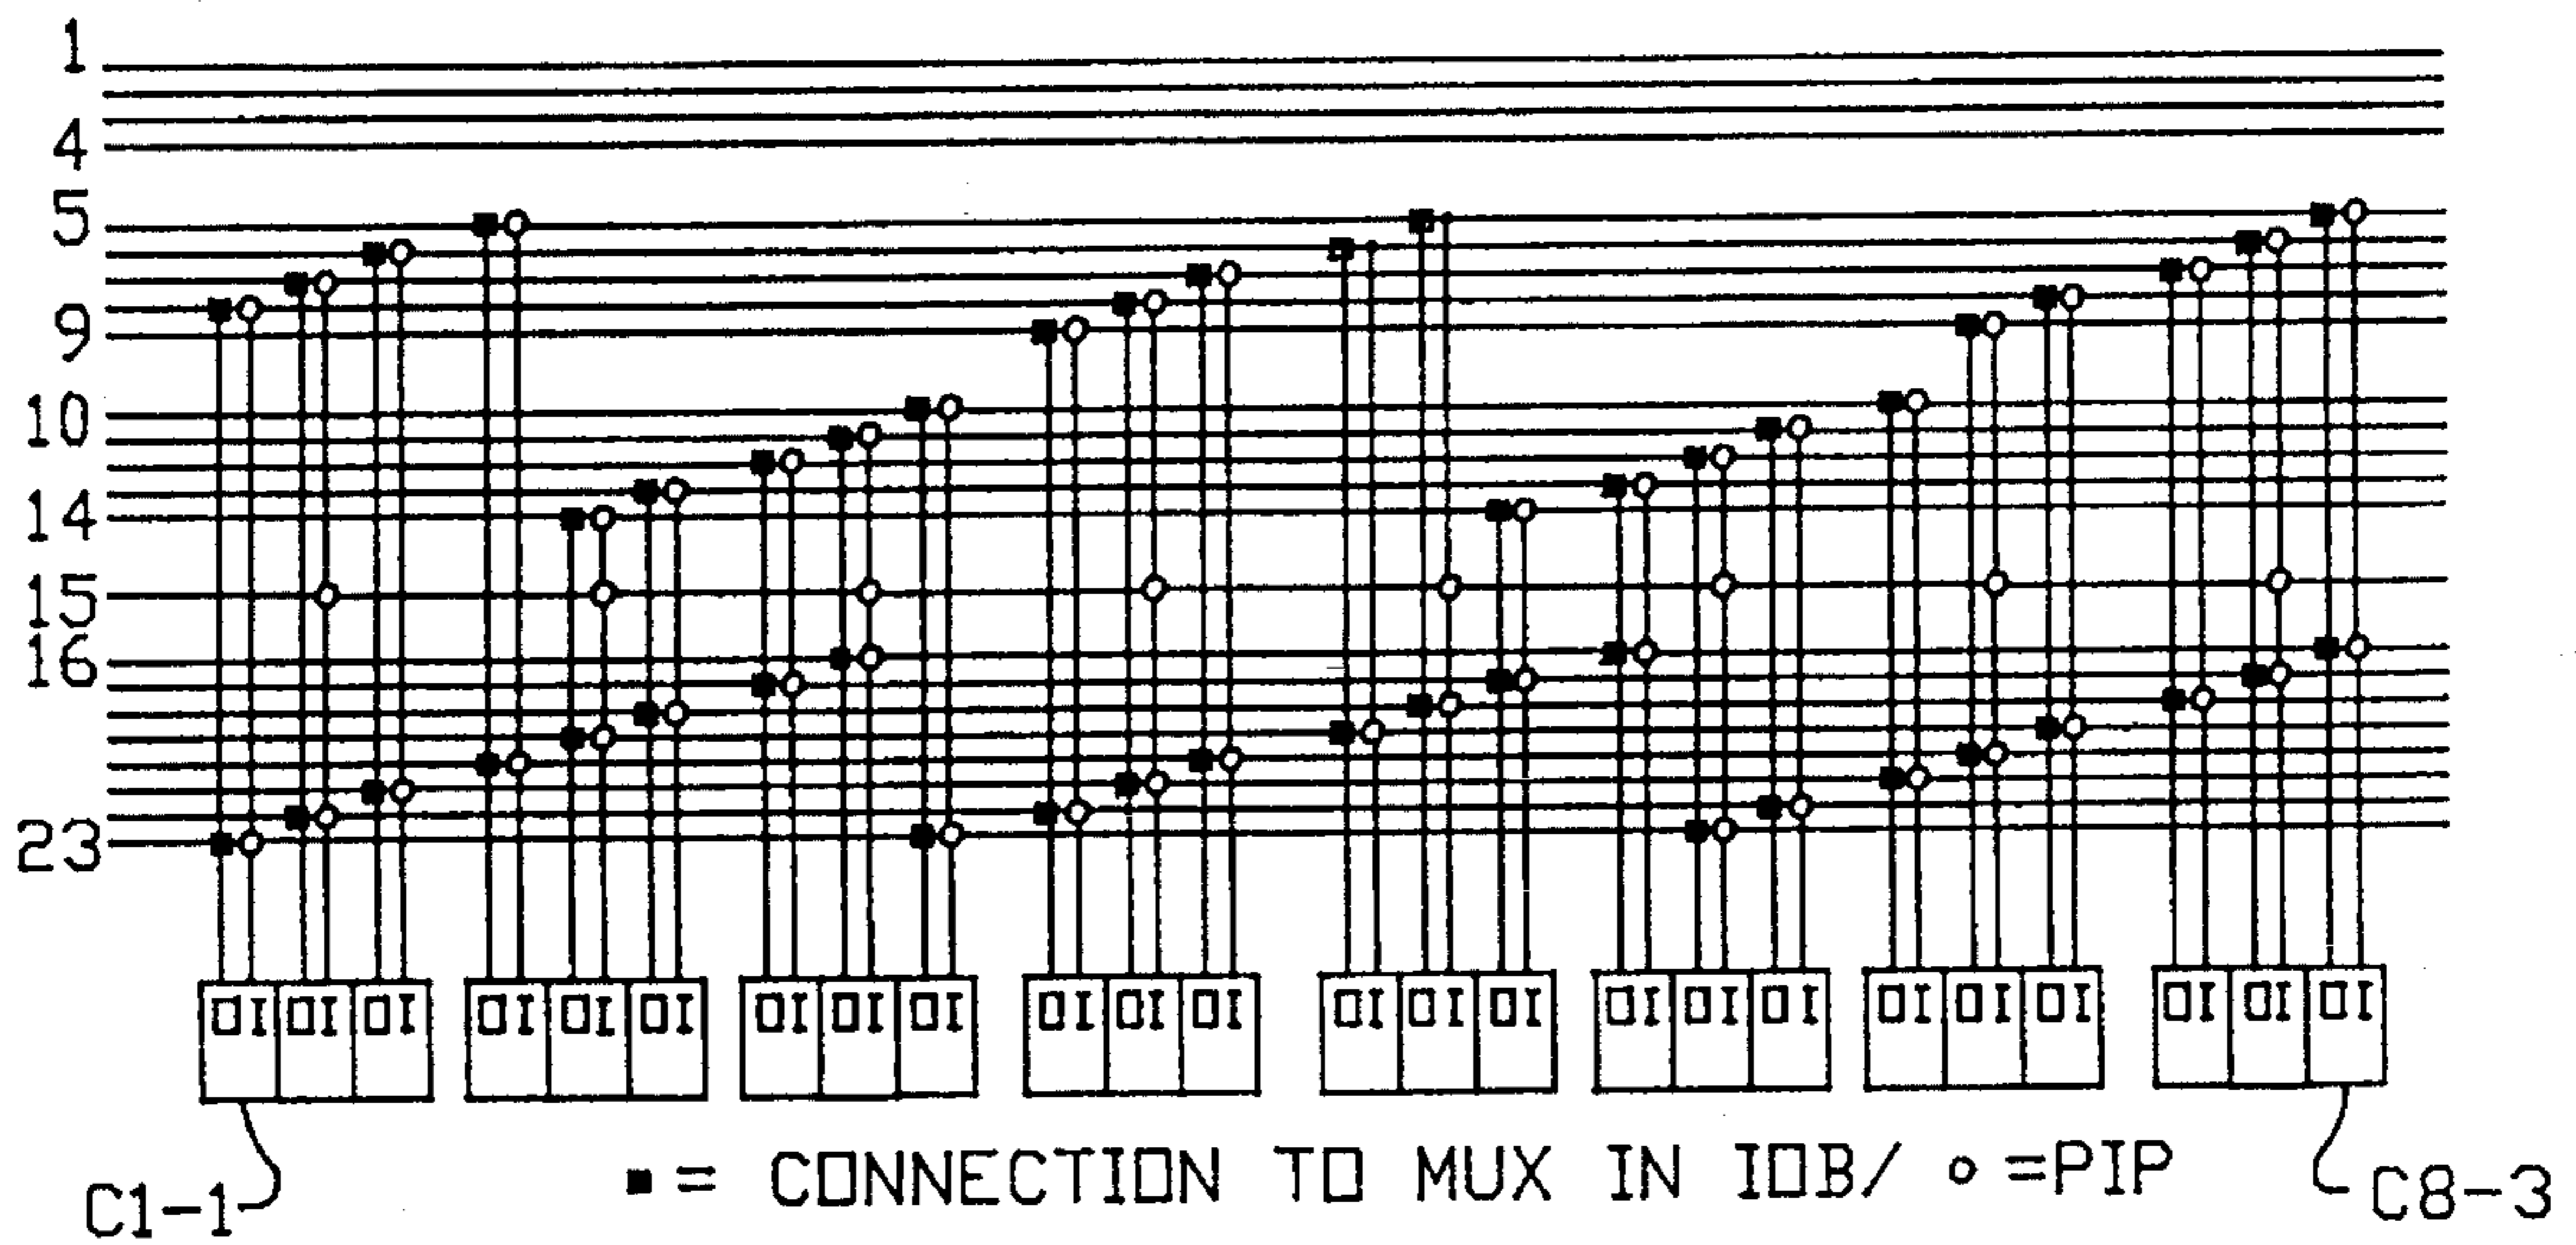 1
4
5
9
10
14
15
16
23
OI OI OI OI OI OI OI OI OI OI OI OI OI OI OI OI OI OI OI OI OI OI OI OI
■ = CONNECTION TO MUX IN IOB/ o =PIP
C1-1
C8-3